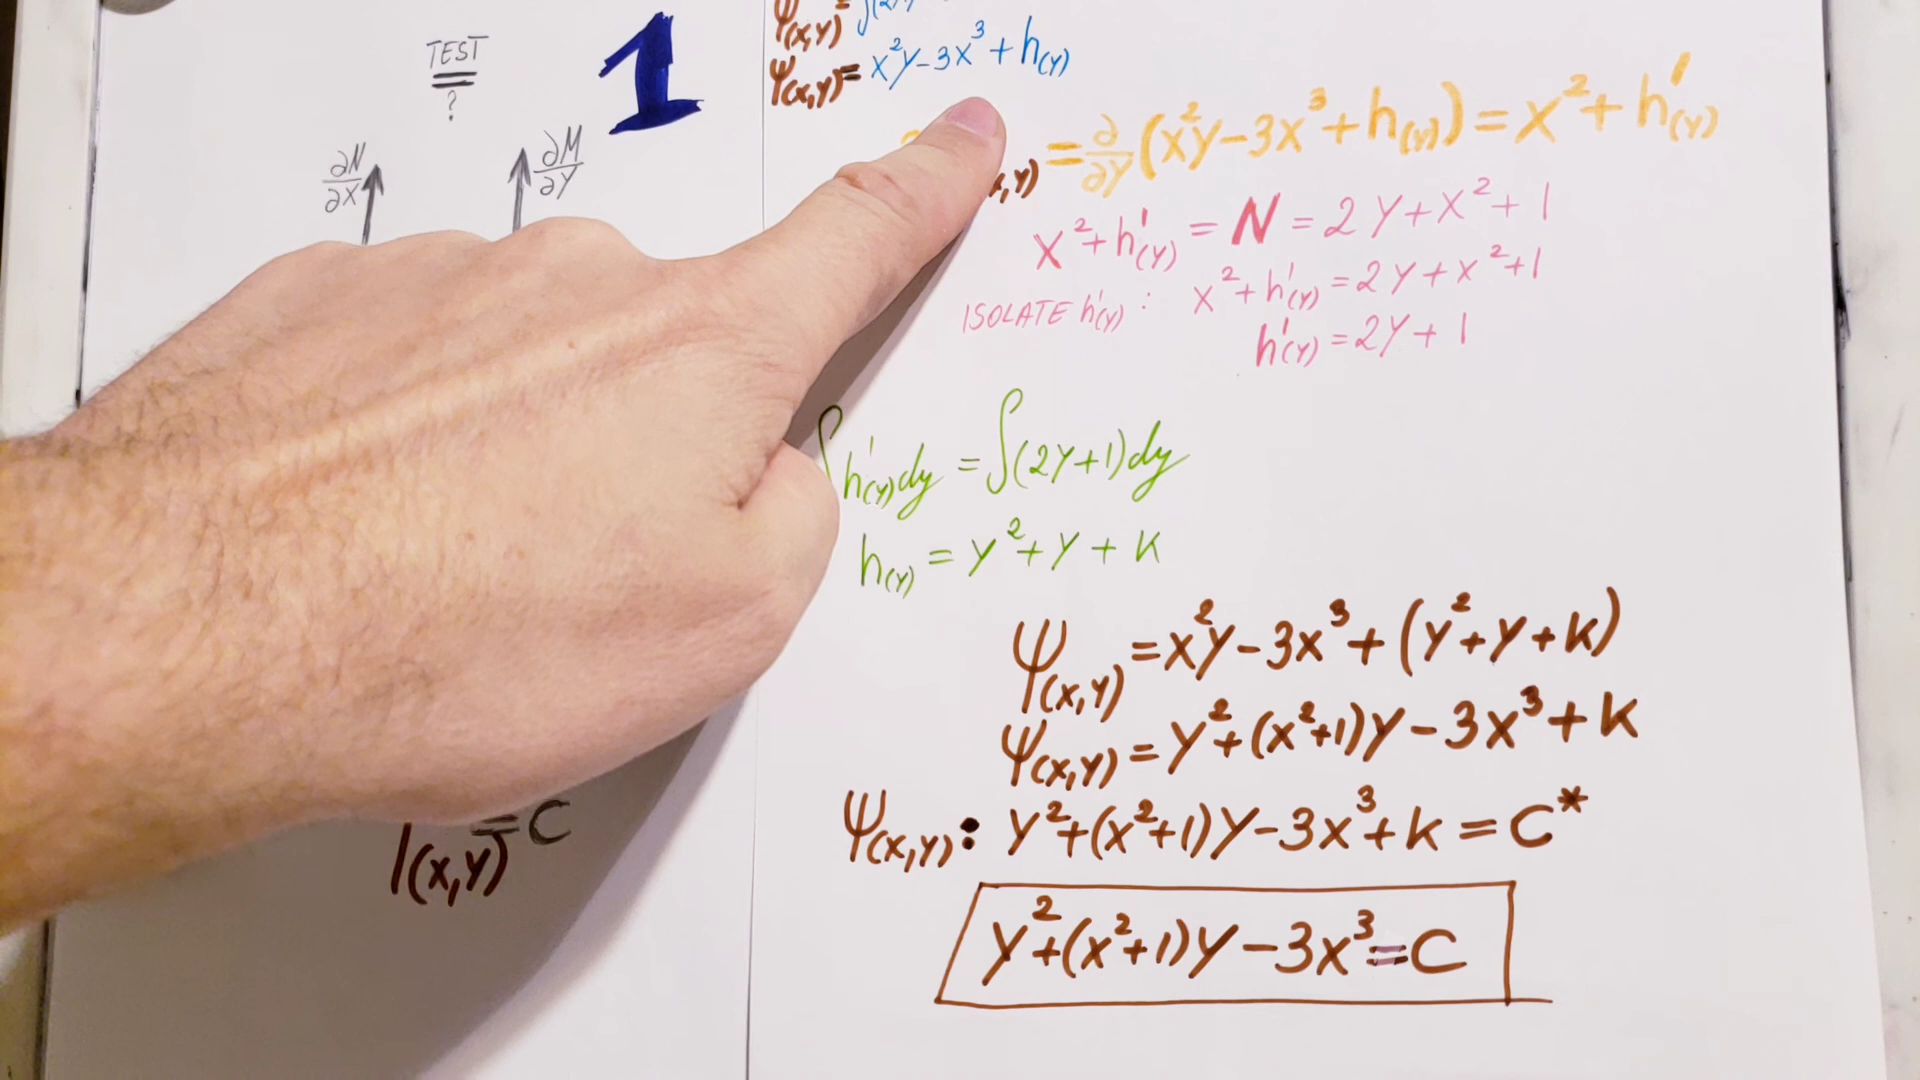 TEST
?
1
∂N/∂x ∂M/∂y
(x,y) = C
Ψ(x,y) =
Ψ(x,y) = x²y-3x³+h(y)
x,y) = ∂/∂y (x²y-3x³+h(y)) = x²+h'(y)
x²+h'(y) = N = 2y+x²+1
ISOLATE h'(y) : x²+h'(y) = 2y+x²+1
h'(y) = 2y+1
∫h'(y)dy = ∫(2y+1)dy
h(y) = y²+y+k
Ψ(x,y) = x²y-3x³+(y²+y+k)
Ψ(x,y) = y²+(x²+1)y-3x³+k
Ψ(x,y): y²+(x²+1)y-3x³+k = C*
y²+(x²+1)y-3x³=C